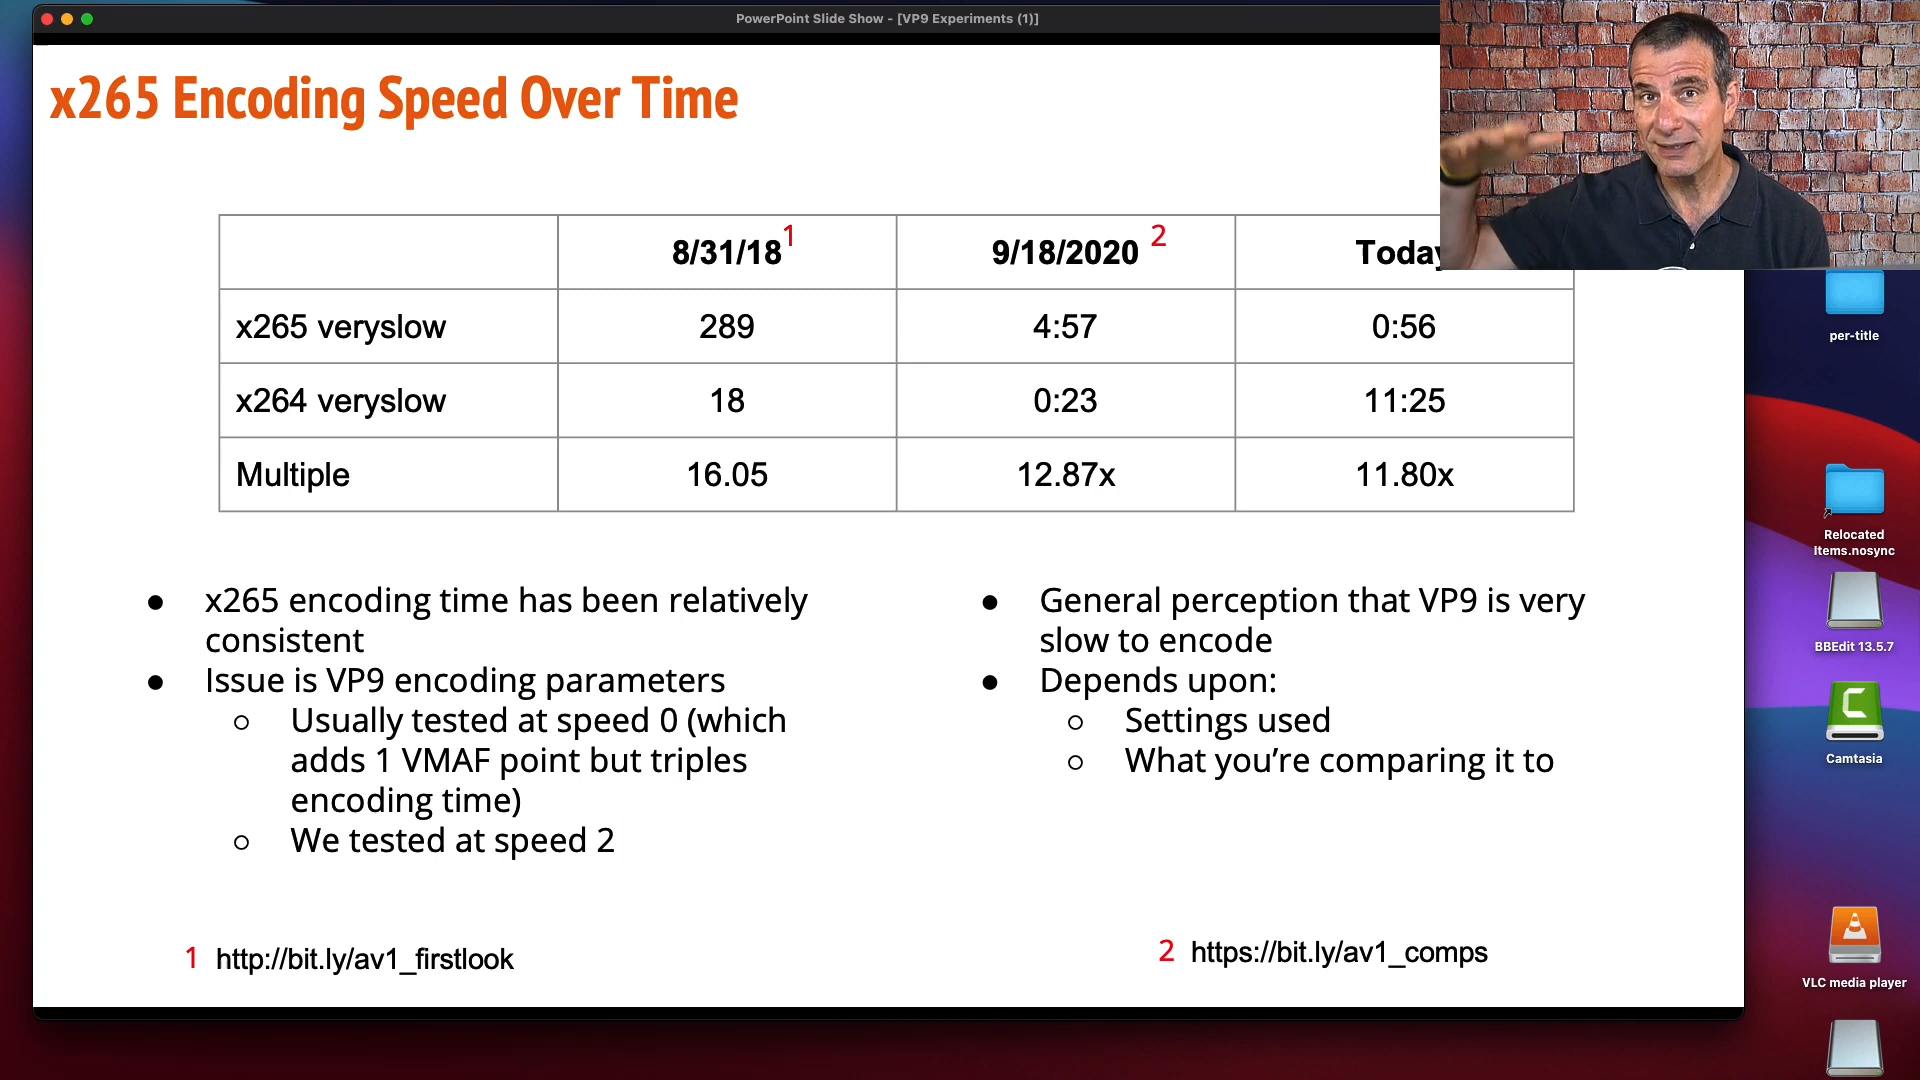 PowerPoint Slide Show - [VP9 Experiments (1)]
x265 Encoding Speed Over Time
8/31/18 1 9/18/2020 2 Today
x265 veryslow 289 4:57 0:56
x264 veryslow 18 0:23 11:25
Multiple 16.05 12.87x 11.80x
● x265 encoding time has been relatively
consistent
● Issue is VP9 encoding parameters
○ Usually tested at speed 0 (which
adds 1 VMAF point but triples
encoding time)
○ We tested at speed 2
● General perception that VP9 is very
slow to encode
● Depends upon:
○ Settings used
○ What you’re comparing it to
1 http://bit.ly/av1_firstlook
2 https://bit.ly/av1_comps
per-title
Relocated
Items.nosync
BBEdit 13.5.7
C
Camtasia
VLC media player